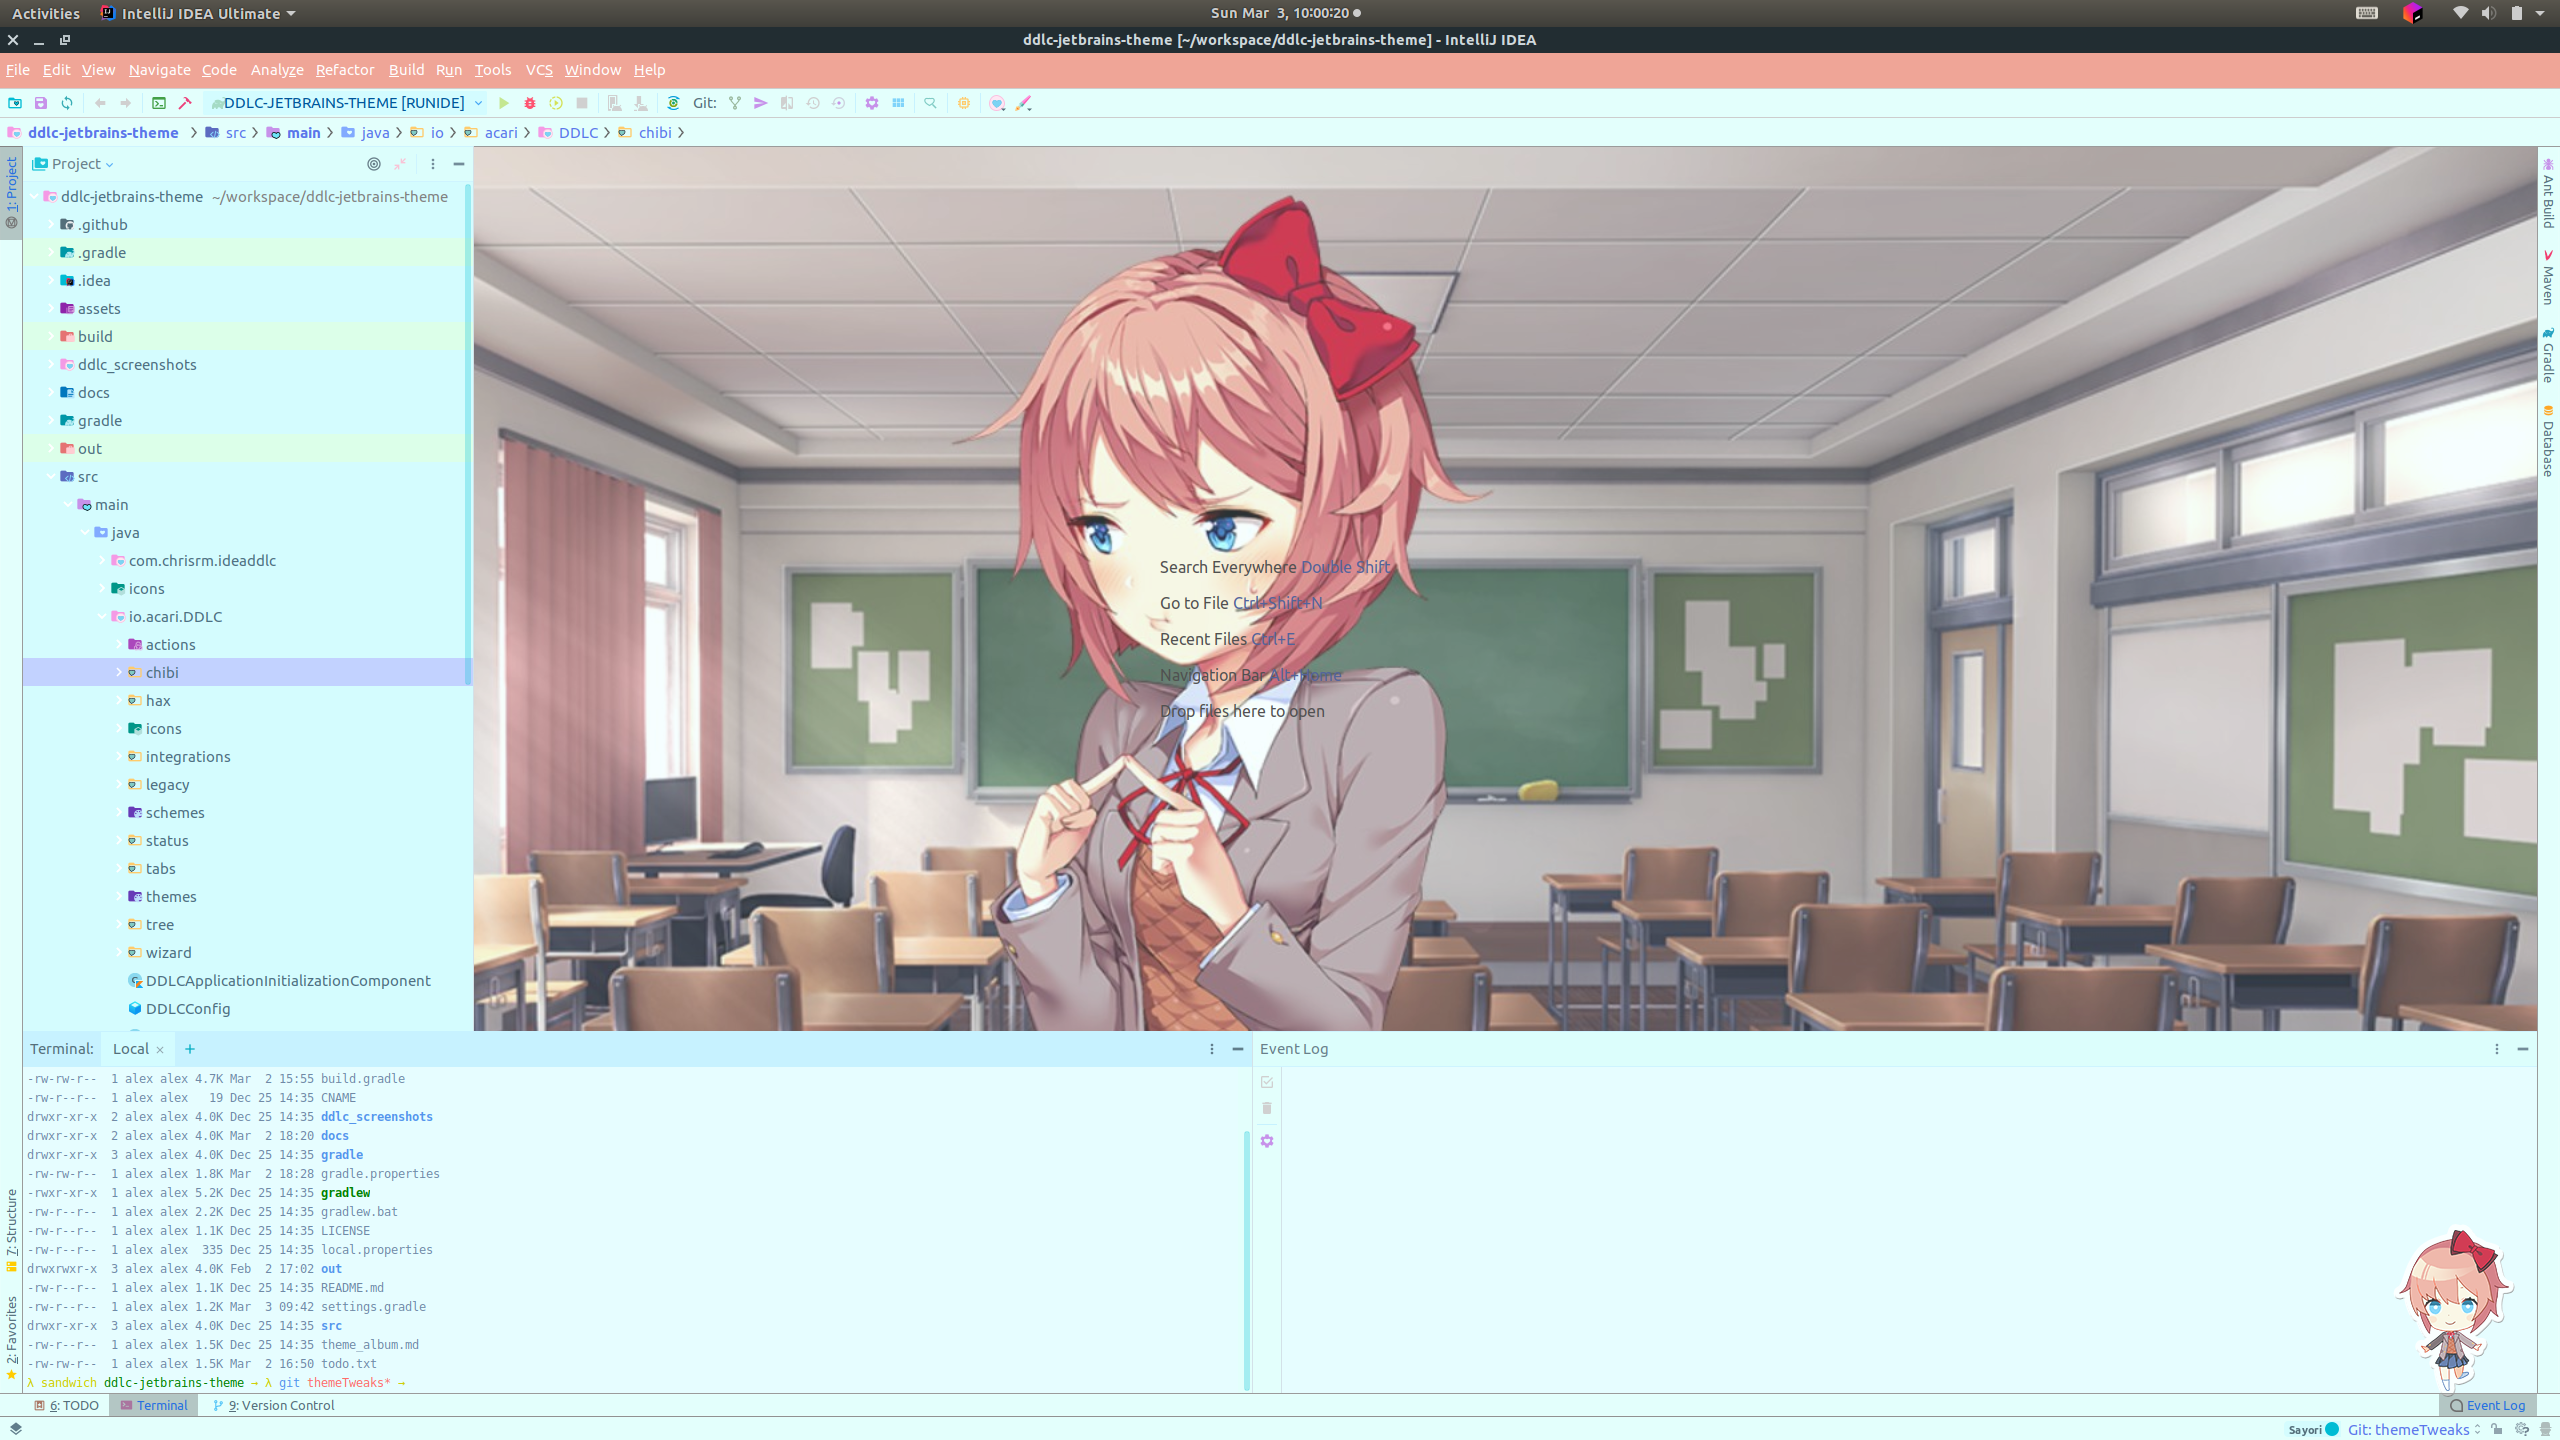 Activities IntelliJ IDEA Ultimate Sun Mar  3, 10:00:20
ddlc-jetbrains-theme [~/workspace/ddlc-jetbrains-theme] - IntelliJ IDEA
File Edit View Navigate Code Analyze Refactor Build Run Tools VCS Window Help
DDLC-JETBRAINS-THEME [RUNIDE] Git:
ddlc-jetbrains-theme src main java io acari DDLC chibi
1: Project
Project
ddlc-jetbrains-theme ~/workspace/ddlc-jetbrains-theme
.github
.gradle
.idea
assets
build
ddlc_screenshots
docs
gradle
out
src
main
java
com.chrisrm.ideaddlc
icons
io.acari.DDLC
actions
chibi
hax
icons
integrations
legacy
schemes
status
tabs
themes
tree
wizard
DDLCApplicationInitializationComponent
DDLCConfig
Search Everywhere Double Shift
Go to File Ctrl+Shift+N
Recent Files Ctrl+E
Navigation Bar Alt+Home
Drop files here to open
Ant Build
Maven
Gradle
Database
Terminal: Local
-rw-rw-r--  1 alex alex 4.7K Mar  2 15:55 build.gradle
-rw-r--r--  1 alex alex   19 Dec 25 14:35 CNAME
drwxr-xr-x  2 alex alex 4.0K Dec 25 14:35 ddlc_screenshots
drwxr-xr-x  2 alex alex 4.0K Mar  2 18:20 docs
drwxr-xr-x  3 alex alex 4.0K Dec 25 14:35 gradle
-rw-rw-r--  1 alex alex 1.8K Mar  2 18:28 gradle.properties
-rwxr-xr-x  1 alex alex 5.2K Dec 25 14:35 gradlew
-rw-r--r--  1 alex alex 2.2K Dec 25 14:35 gradlew.bat
-rw-r--r--  1 alex alex 1.1K Dec 25 14:35 LICENSE
-rw-r--r--  1 alex alex  335 Dec 25 14:35 local.properties
drwxrwxr-x  3 alex alex 4.0K Feb  2 17:02 out
-rw-r--r--  1 alex alex 1.1K Dec 25 14:35 README.md
-rw-rw-r--  1 alex alex 1.2K Mar  3 09:42 settings.gradle
drwxr-xr-x  3 alex alex 4.0K Dec 25 14:35 src
-rw-r--r--  1 alex alex 1.5K Dec 25 14:35 theme_album.md
-rw-rw-r--  1 alex alex 1.5K Mar  2 16:50 todo.txt
λ sandwich ddlc-jetbrains-theme → λ git themeTweaks* →
Event Log
7: Structure
2: Favorites
6: TODO Terminal 9: Version Control Event Log
Sayori Git: themeTweaks